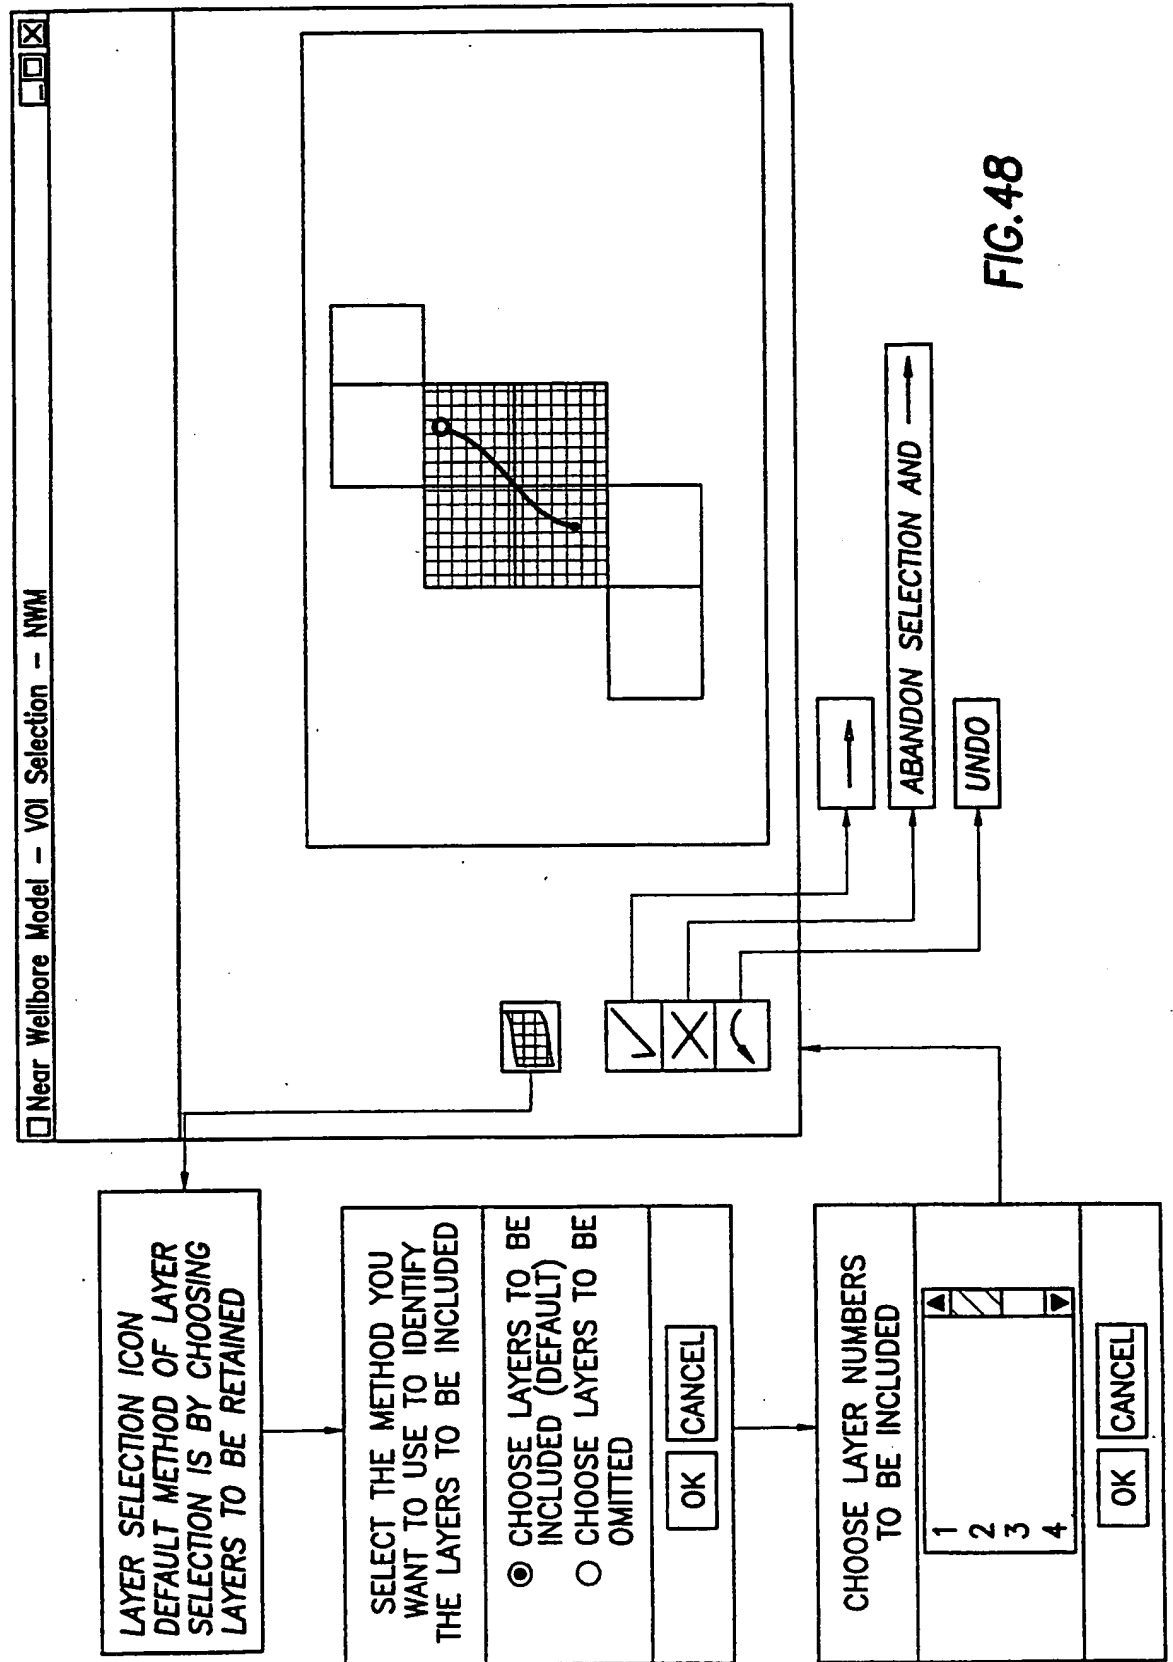 Near Wellbore Model – VOI Selection – NWM
LAYER SELECTION ICON
DEFAULT METHOD OF LAYER
SELECTION IS BY CHOOSING
LAYERS TO BE RETAINED
SELECT THE METHOD YOU
WANT TO USE TO IDENTIFY
THE LAYERS TO BE INCLUDED
CHOOSE LAYERS TO BE
INCLUDED (DEFAULT)
CHOOSE LAYERS TO BE
OMITTED
OK CANCEL
CHOOSE LAYER NUMBERS
TO BE INCLUDED
1
2
3
4
OK CANCEL
ABANDON SELECTION AND
UNDO
FIG.48